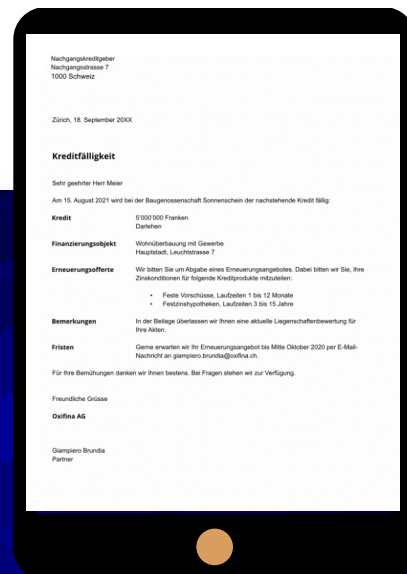 Nachgangskreditgeber
Nachgangsstrasse 7
1000 Schweiz
Zürich, 18. September 20XX
Kreditfälligkeit
Sehr geehrter Herr Meier
Am 15. August 2021 wird bei der Baugenossenschaft Sonnenschein der nachstehende Kredit fällig:
Kredit 5'000'000 Franken
Darlehen
Finanzierungsobjekt Wohnüberbauung mit Gewerbe
Hauptstadt, Leuchtstrasse 7
Erneuerungsofferte Wir bitten Sie um Abgabe eines Erneuerungsangebotes. Dabei bitten wir Sie, Ihre
Zinskonditionen für folgende Kreditprodukte mitzuteilen:
• Feste Vorschüsse, Laufzeiten 1 bis 12 Monate
• Festzinshypotheken, Laufzeiten 3 bis 15 Jahre
Bemerkungen In der Beilage überlassen wir Ihnen eine aktuelle Liegenschaftenbewertung für
Ihre Akten.
Fristen Gerne erwarten wir Ihr Erneuerungsangebot bis Mitte Oktober 2020 per E-Mail-
Nachricht an giampiero.brundia@oxifina.ch.
Für Ihre Bemühungen danken wir Ihnen bestens. Bei Fragen stehen wir zur Verfügung.
Freundliche Grüsse
Oxifina AG
Giampiero Brundia
Partner